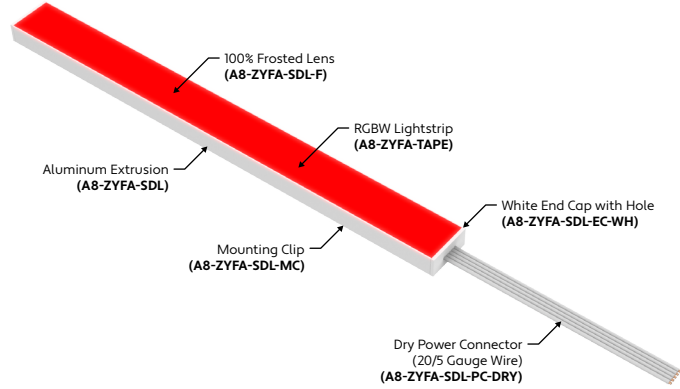 100% Frosted Lens
(A8-ZYFA-SDL-F)
RGBW Lightstrip
(A8-ZYFA-TAPE)
Aluminum Extrusion
(A8-ZYFA-SDL)
White End Cap with Hole
(A8-ZYFA-SDL-EC-WH)
Mounting Clip
(A8-ZYFA-SDL-MC)
Dry Power Connector
(20/5 Gauge Wire)
(A8-ZYFA-SDL-PC-DRY)